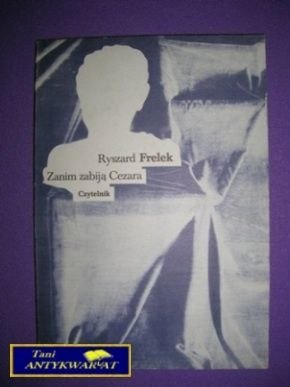 Ryszard Frelek
Zanim zabiją Cezara
Czytelnik
Tani
ANTYKWARIAT